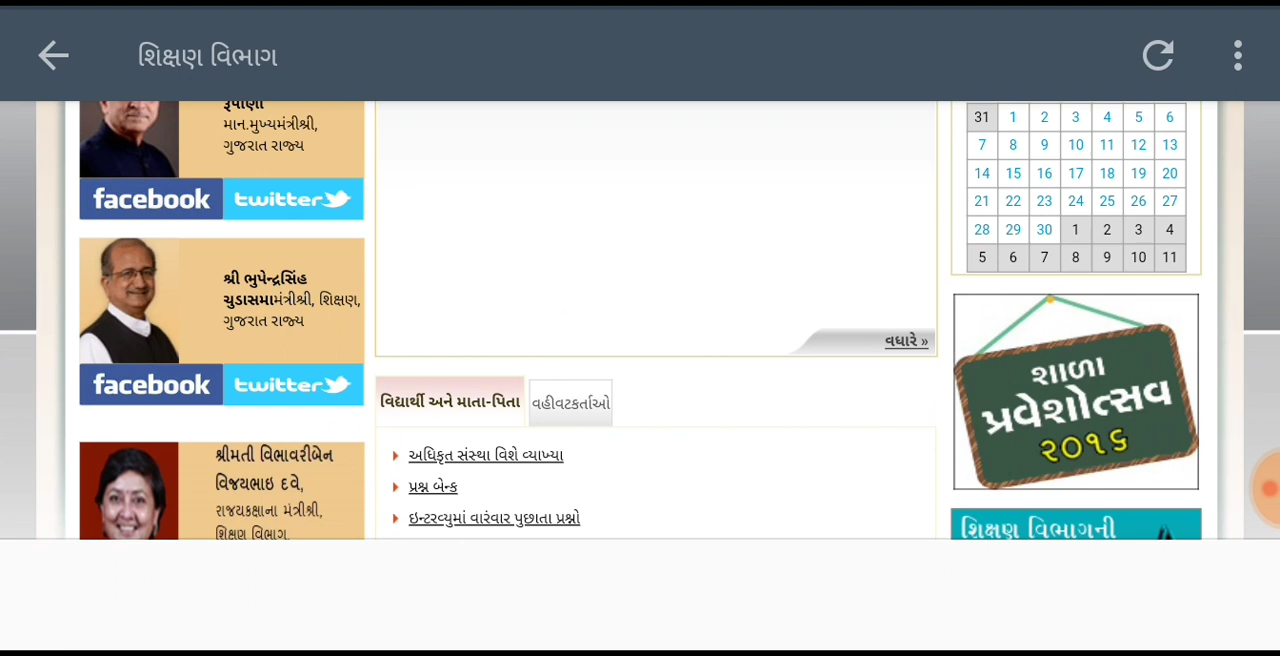 શિક્ષણ વિભાગ
રૂપાણી
માન.મુખ્યમંત્રીશ્રી,
ગુજરાત રાજ્ય
facebook twitter
શ્રી ભુપેન્દ્રસિંહ
ચુડાસમામંત્રીશ્રી, શિક્ષણ,
ગુજરાત રાજ્ય
facebook twitter
શ્રીમતી વિભાવરીબેન
વિજયભાઇ દવે,
રાજયકક્ષાના મંત્રીશ્રી,
શિક્ષણ વિભાગ,
વધારે »
વિદ્યાર્થી અને માતા-પિતા વહીવટકર્તાઓ
અધિકૃત સંસ્થા વિશે વ્યાખ્યા
પ્રશ્ન બેન્ક
ઇન્ટરવ્યુમાં વારંવાર પુછાતા પ્રશ્નો
31 1 2 3 4 5 6
7 8 9 10 11 12 13
14 15 16 17 18 19 20
21 22 23 24 25 26 27
28 29 30 1 2 3 4
5 6 7 8 9 10 11
શાળા
પ્રવેશોત્સવ
૨૦૧૬
શિક્ષણ વિભાગની